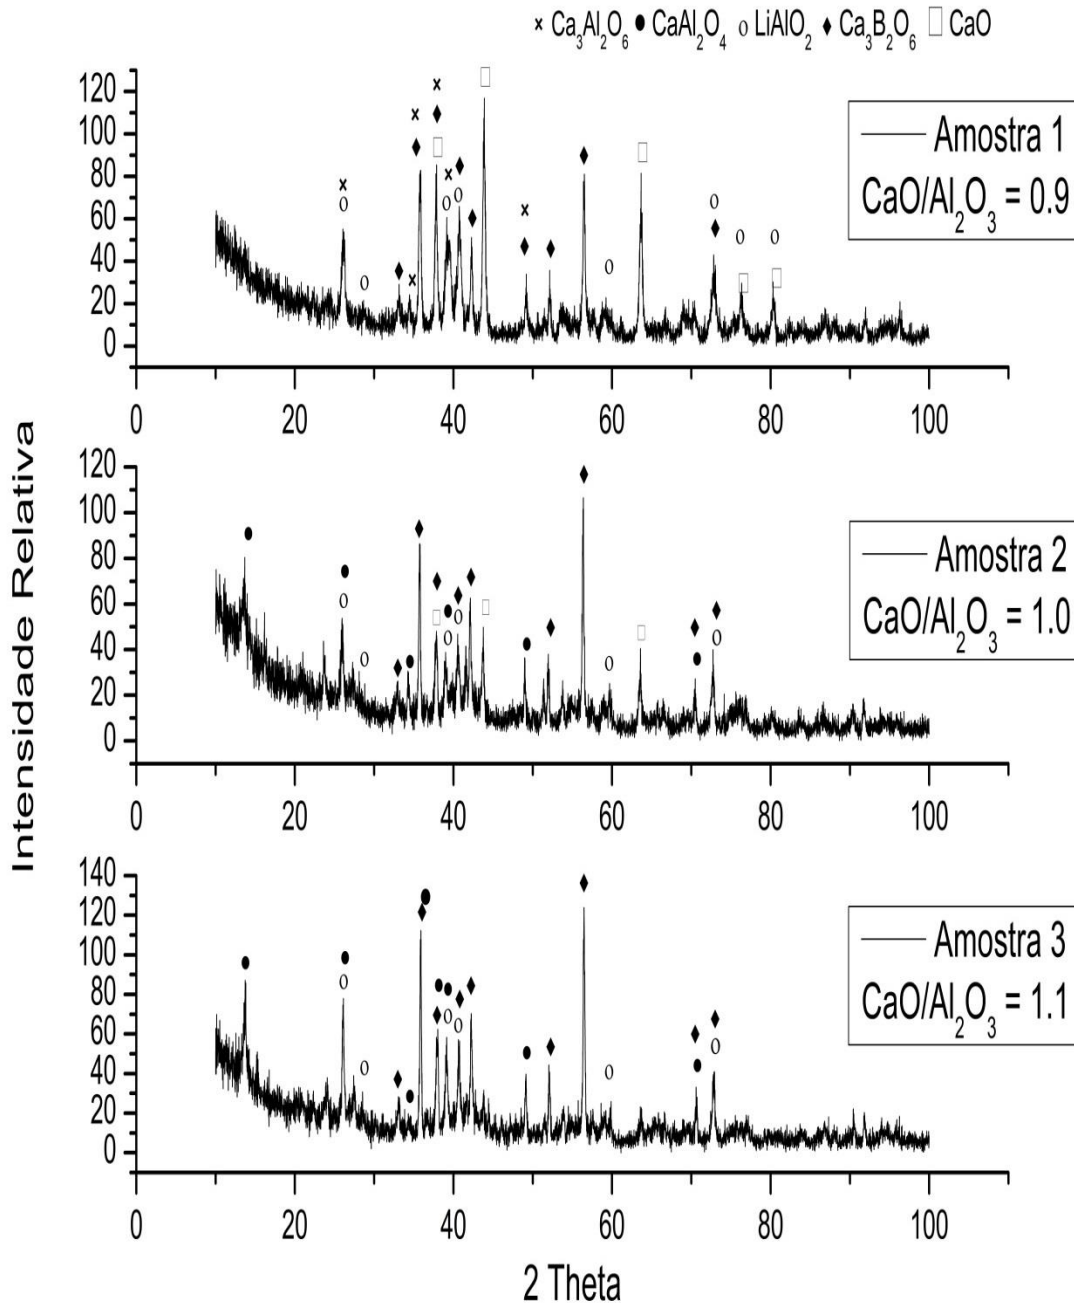 × Ca₃Al₂O₆ ● CaAl₂O₄ ○ LiAlO₂ ♦ Ca₃B₂O₆ □ CaO
Intensidade Relativa
120
100
80
60
40
20
0
Amostra 1
CaO/Al₂O₃ = 0.9
0 20 40 60 80 100
120
100
80
60
40
20
0
Amostra 2
CaO/Al₂O₃ = 1.0
0 20 40 60 80 100
140
120
100
80
60
40
20
0
Amostra 3
CaO/Al₂O₃ = 1.1
0 20 40 60 80 100
2 Theta